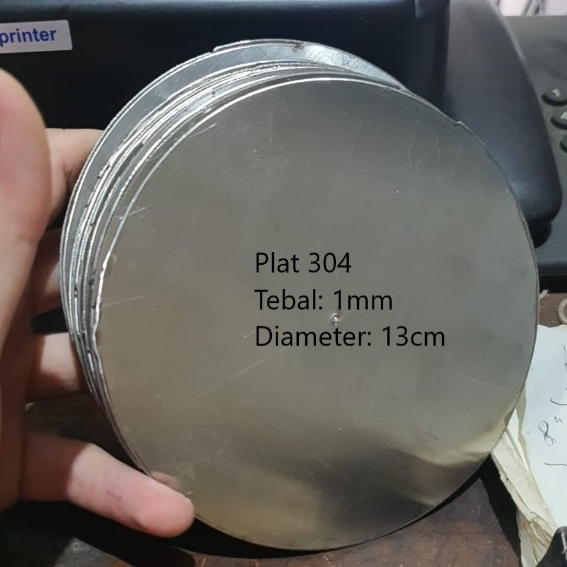 printer
Plat 304
Tebal: 1mm
Diameter: 13cm